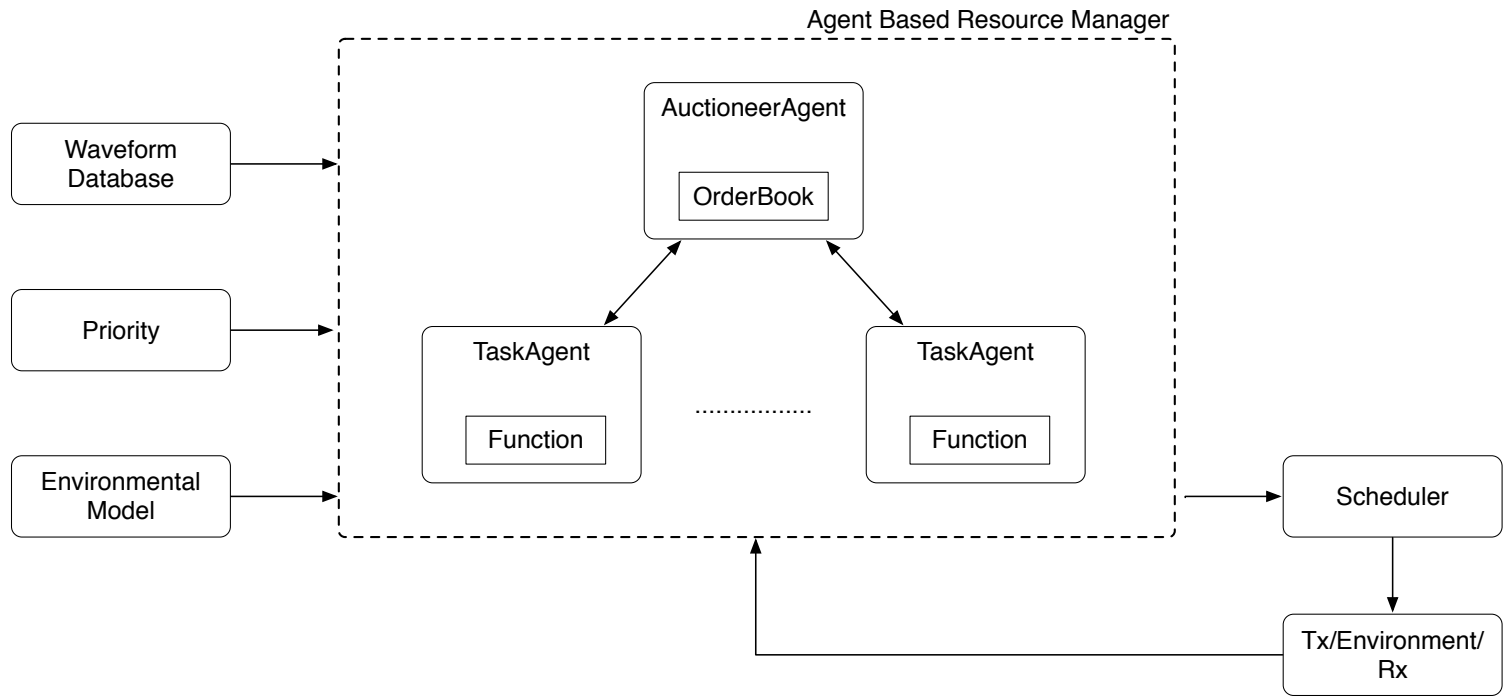 Agent Based Resource Manager
AuctioneerAgent
OrderBook
Waveform
Database
Priority
Environmental
Model
TaskAgent
Function
.................
TaskAgent
Function
Scheduler
Tx/Environment/
Rx